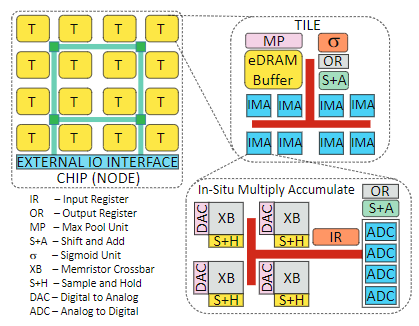 T T T T
T T T T
T T T T
T T T T
EXTERNAL IO INTERFACE
CHIP (NODE)
IR – Input Register
OR – Output Register
MP – Max Pool Unit
S+A – Shift and Add
σ – Sigmoid Unit
XB – Memristor Crossbar
S+H – Sample and Hold
DAC – Digital to Analog
ADC – Analog to Digital
TILE
MP
σ
eDRAM
Buffer
OR
S+A
IMA IMA IMA IMA
IMA IMA IMA IMA
In-Situ Multiply Accumulate
OR
S+A
DAC XB DAC XB
S+H S+H
IR
DAC XB DAC XB
S+H S+H
ADC
ADC
ADC
ADC